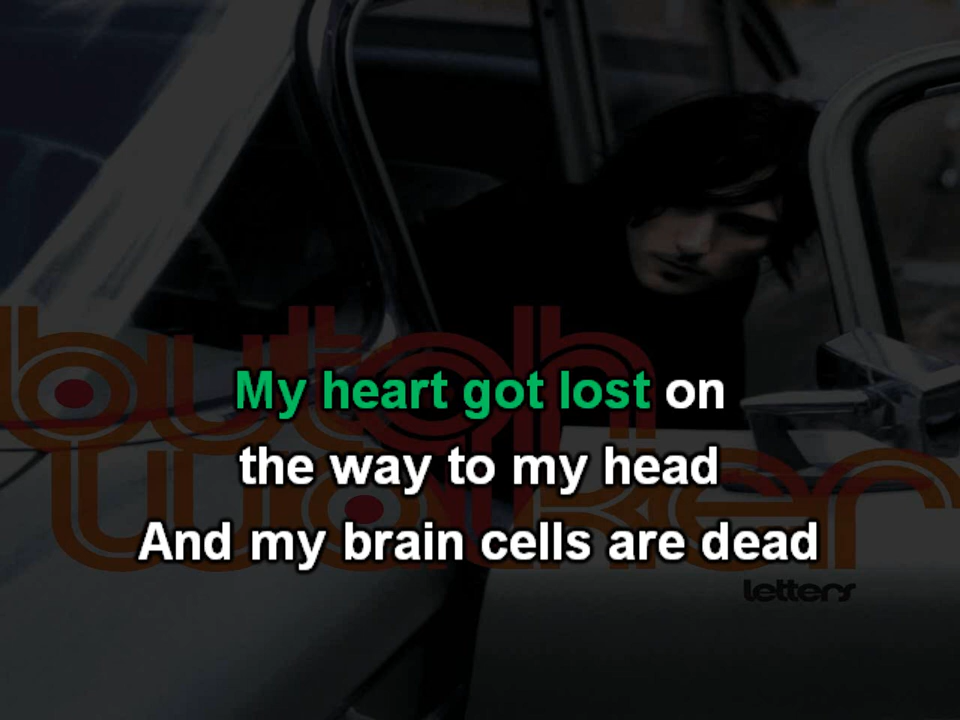 butch
walker
My heart got lost on
the way to my head
And my brain cells are dead
letters